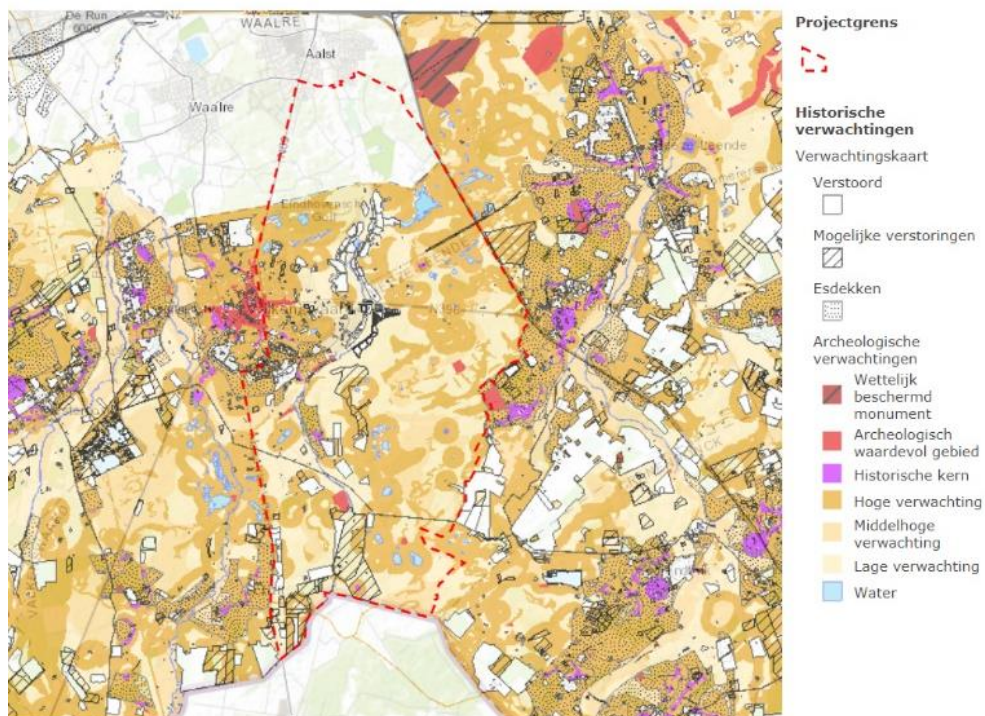 De Run
6000
WAALRE
Aalst
Waalre
Projectgrens
Historische
verwachtingen
Verwachtingskaart
Verstoord
Mogelijke verstoringen
Esdekken
Archeologische
verwachtingen
Wettelijk
beschermd
monument
Archeologisch
waardevol gebied
Historische kern
Hoge verwachting
Middelhoge
verwachting
Lage verwachting
Water